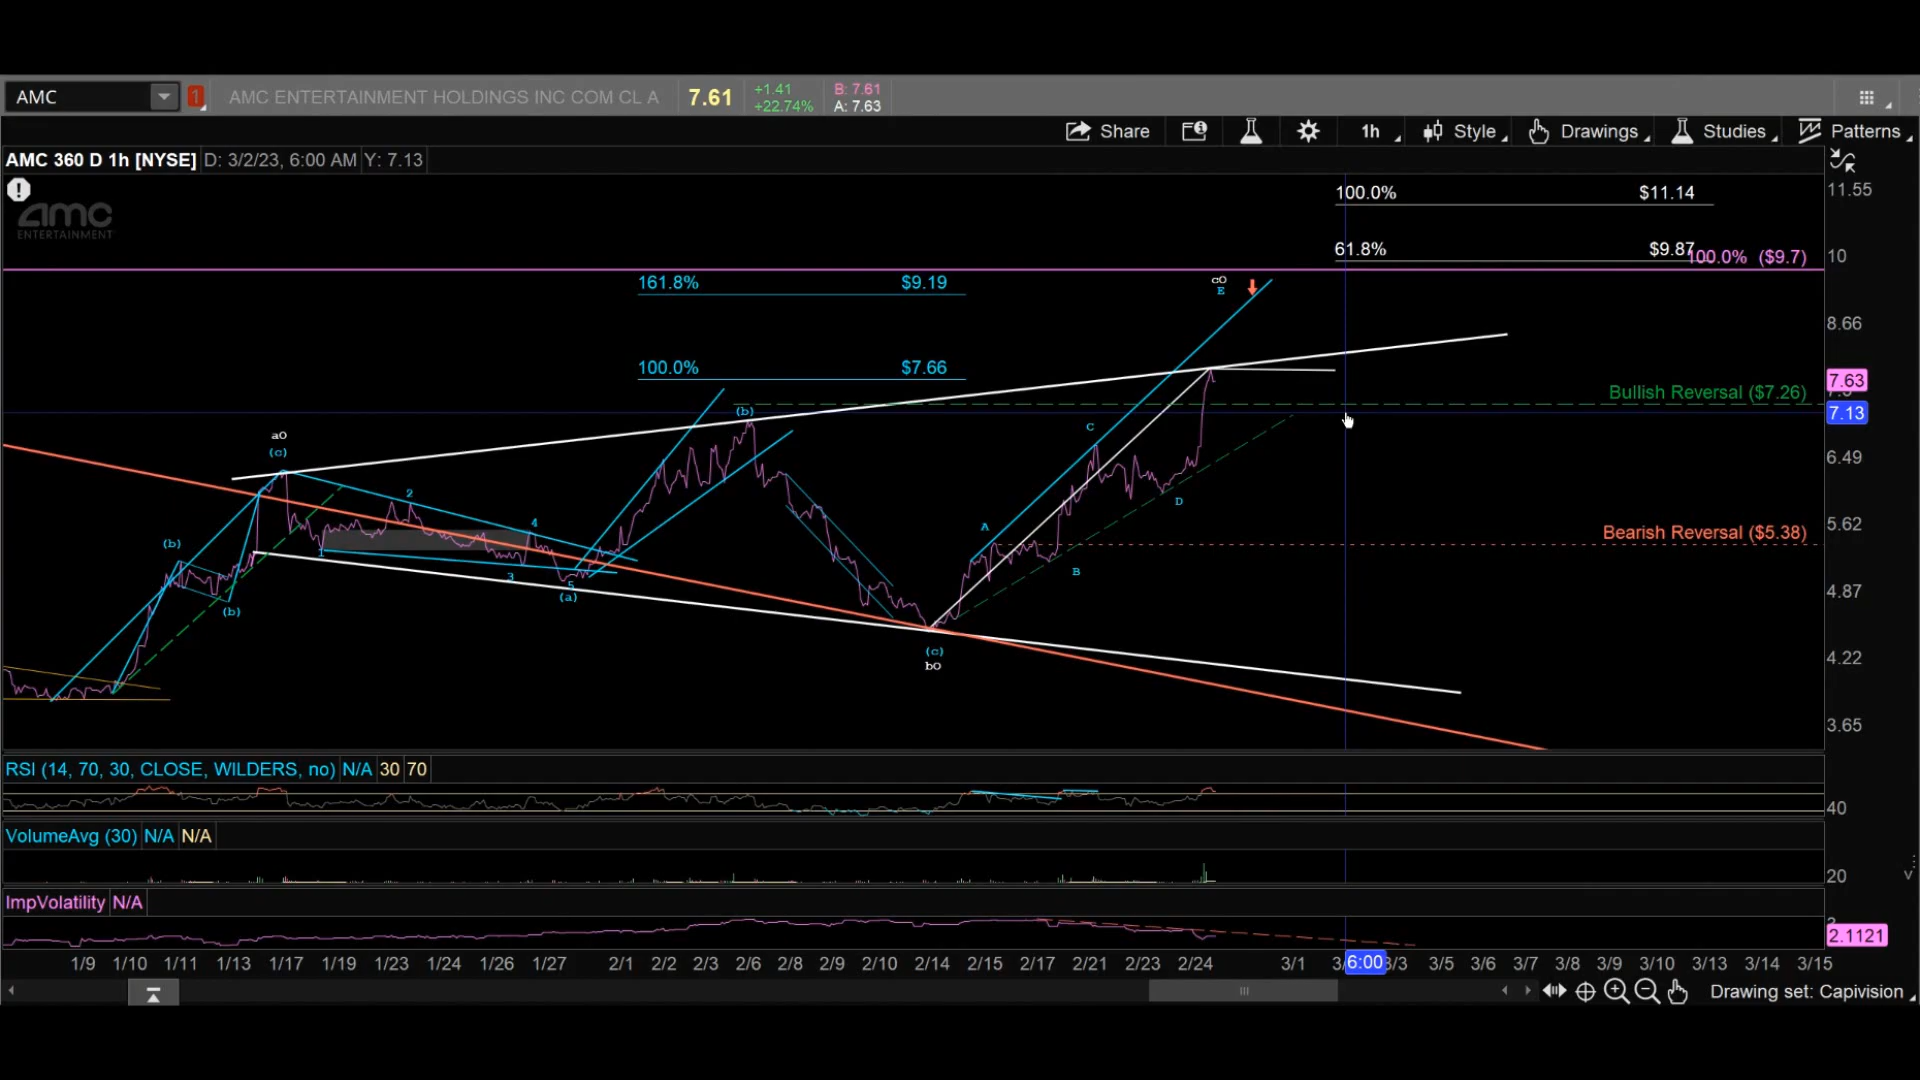 AMC
1
AMC ENTERTAINMENT HOLDINGS INC COM CL A
7.61
+1.41
+22.74%
B: 7.61
A: 7.63
Share
1h
Style
Drawings
Studies
Patterns
AMC 360 D 1h [NYSE]
D: 3/2/23, 6:00 AM
Y: 7.13
amc
ENTERTAINMENT
100.0% $11.14
61.8% $9.87
100.0% ($9.7)
161.8% $9.19
100.0% $7.66
Bullish Reversal ($7.26)
Bearish Reversal ($5.38)
11.55
10
8.66
7.63
7.13
6.49
5.62
4.87
4.22
3.65
c0
E
(b)
a0
(c)
C
2
D
A
4
(b)
1
B
3
5
(a)
(b)
(c)
b0
RSI (14, 70, 30, CLOSE, WILDERS, no) N/A 30 70
40
VolumeAvg (30) N/A N/A
20
ImpVolatility N/A
2.1121
1/9 1/10 1/11 1/13 1/17 1/19 1/23 1/24 1/26 1/27 2/1 2/2 2/3 2/6 2/8 2/9 2/10 2/14 2/15 2/17 2/21 2/23 2/24 3/1 6:00 3/3 3/5 3/6 3/7 3/8 3/9 3/10 3/13 3/14 3/15
Drawing set: Capivision